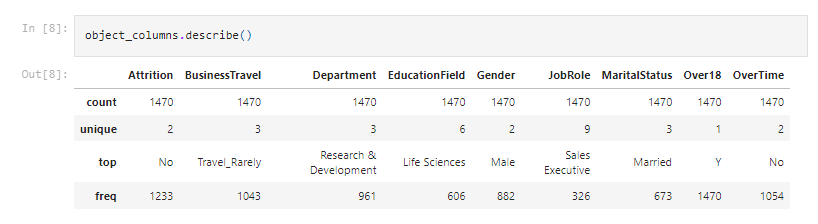 In [8]: object_columns.describe()
Out[8]: Attrition BusinessTravel Department EducationField Gender JobRole MaritalStatus Over18 OverTime
count 1470 1470 1470 1470 1470 1470 1470 1470 1470
unique 2 3 3 6 2 9 3 1 2
top No Travel_Rarely Research & Development Life Sciences Male Sales Executive Married Y No
freq 1233 1043 961 606 882 326 673 1470 1054